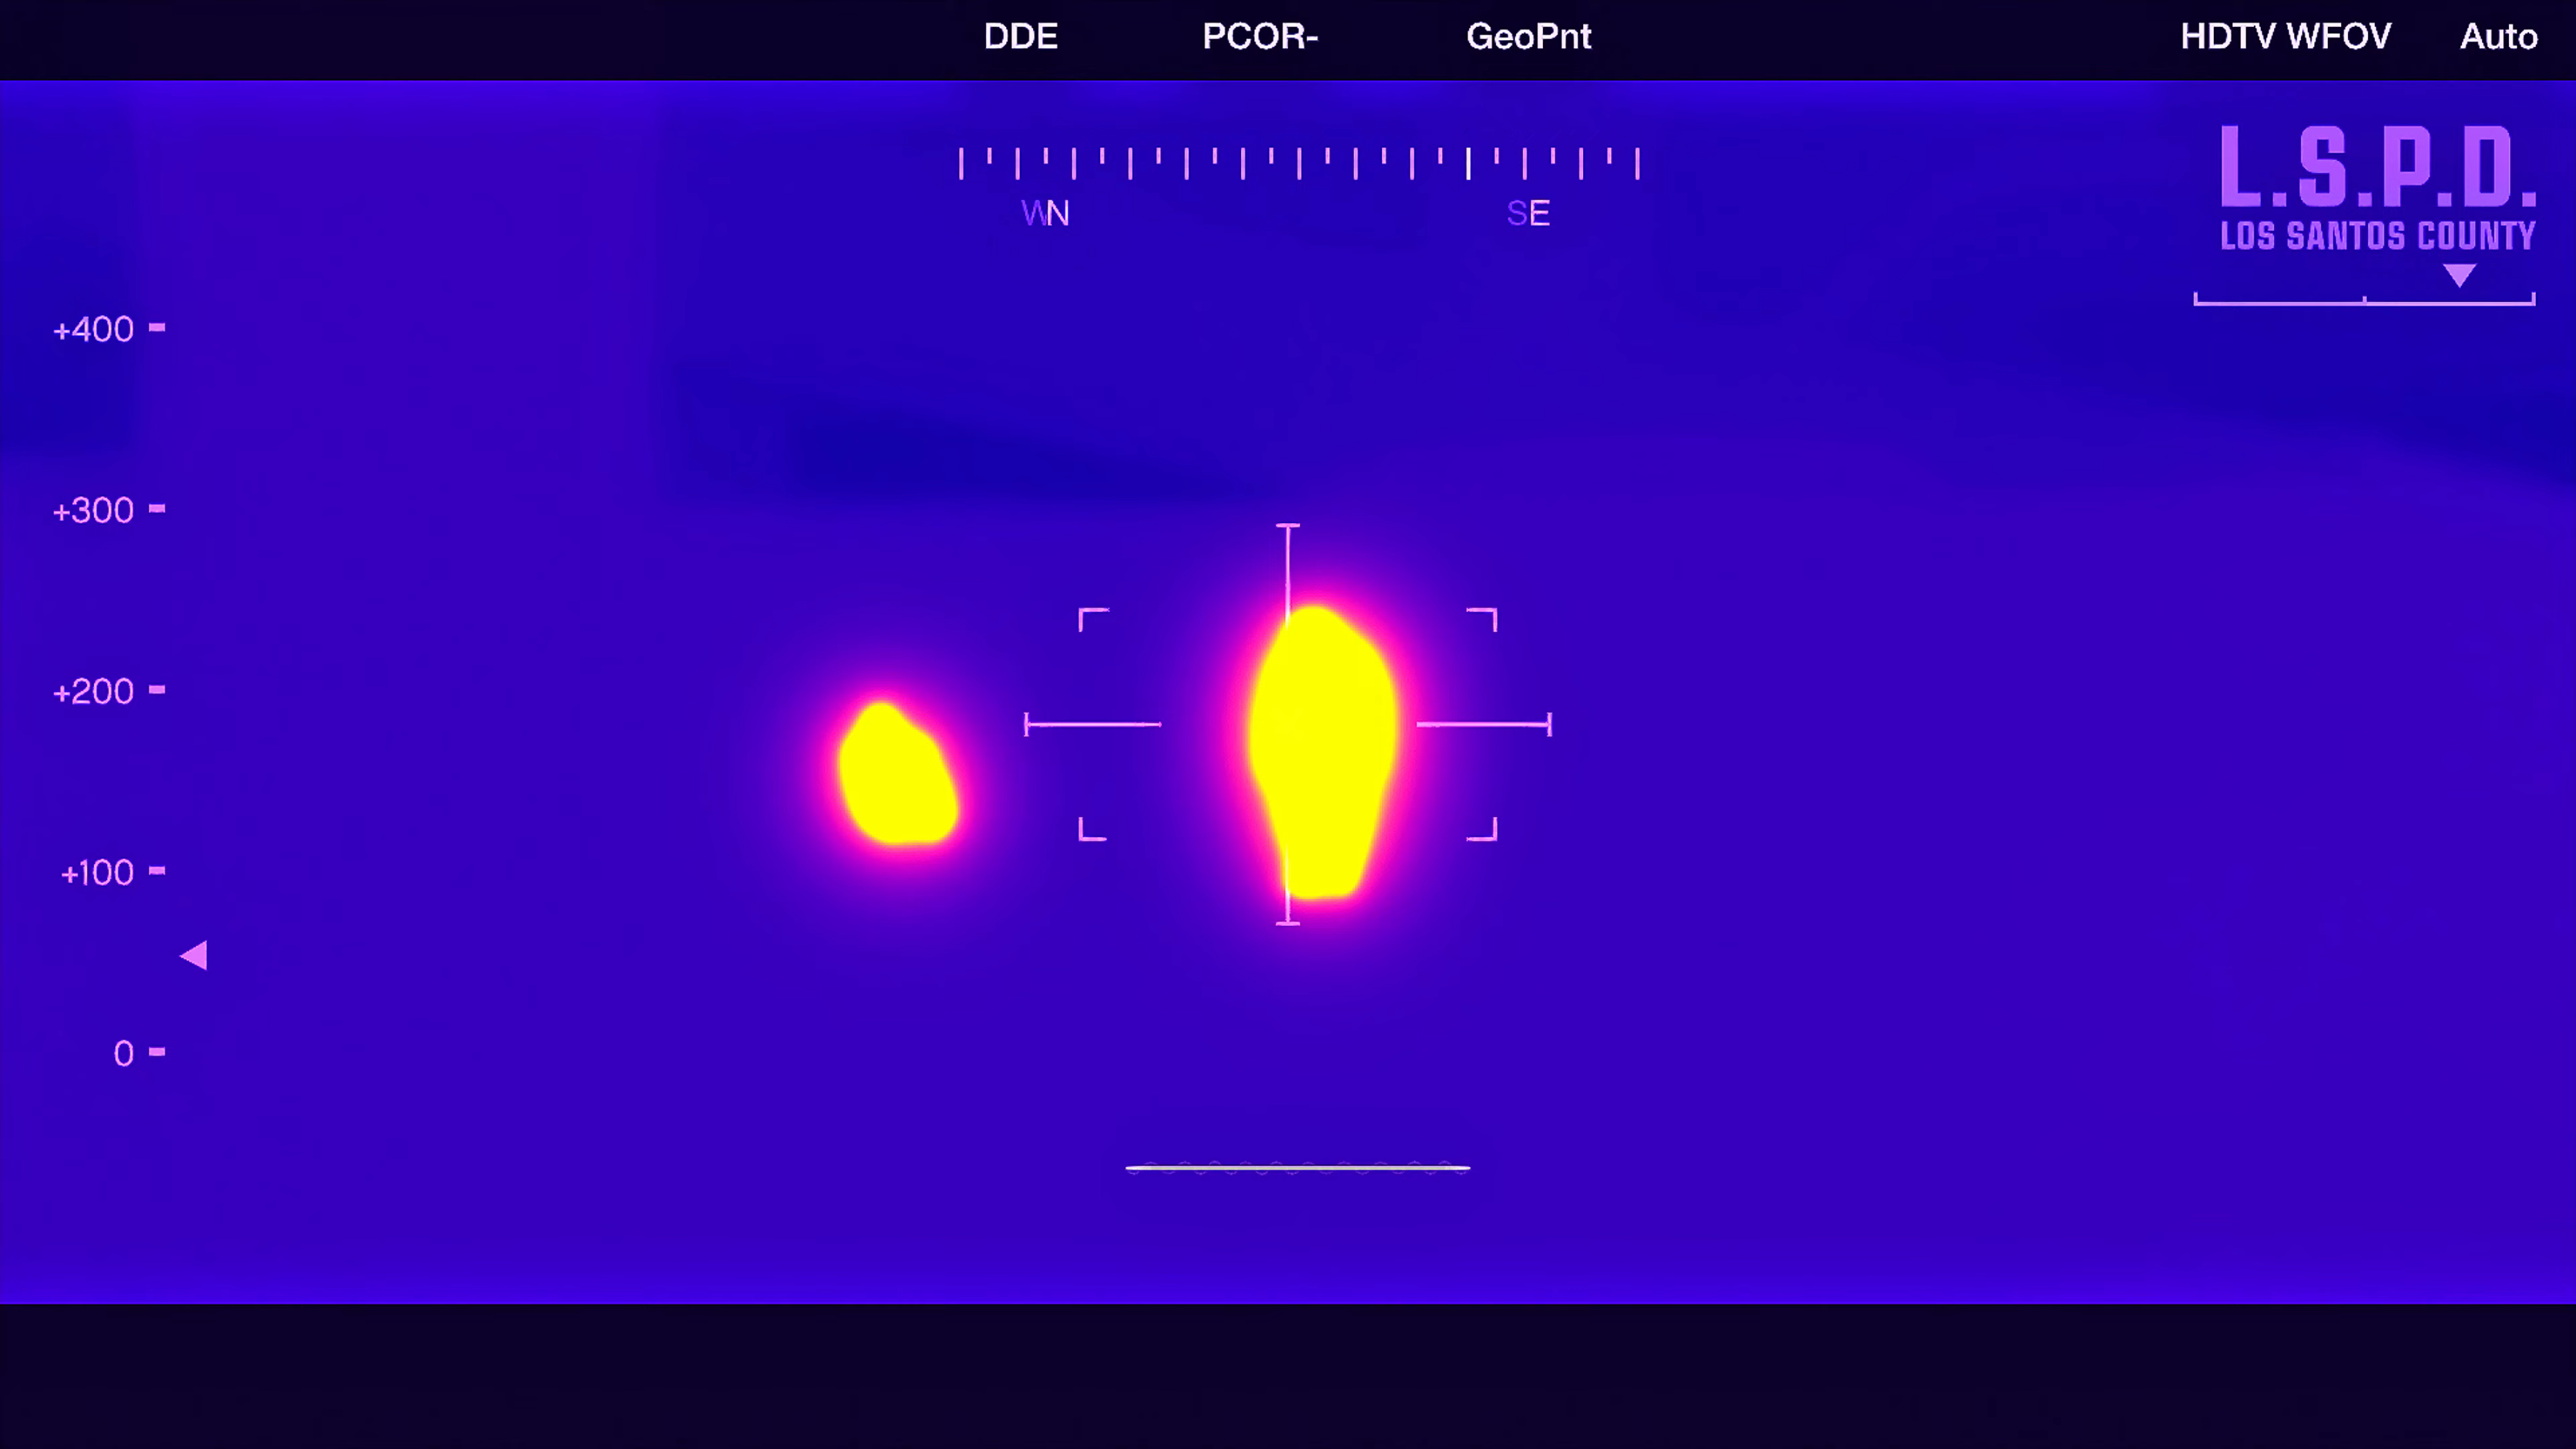 DDE PCOR- GeoPnt HDTV WFOV Auto
L.S.P.D.
LOS SANTOS COUNTY
WN SE
+400
+300
+200
+100
0